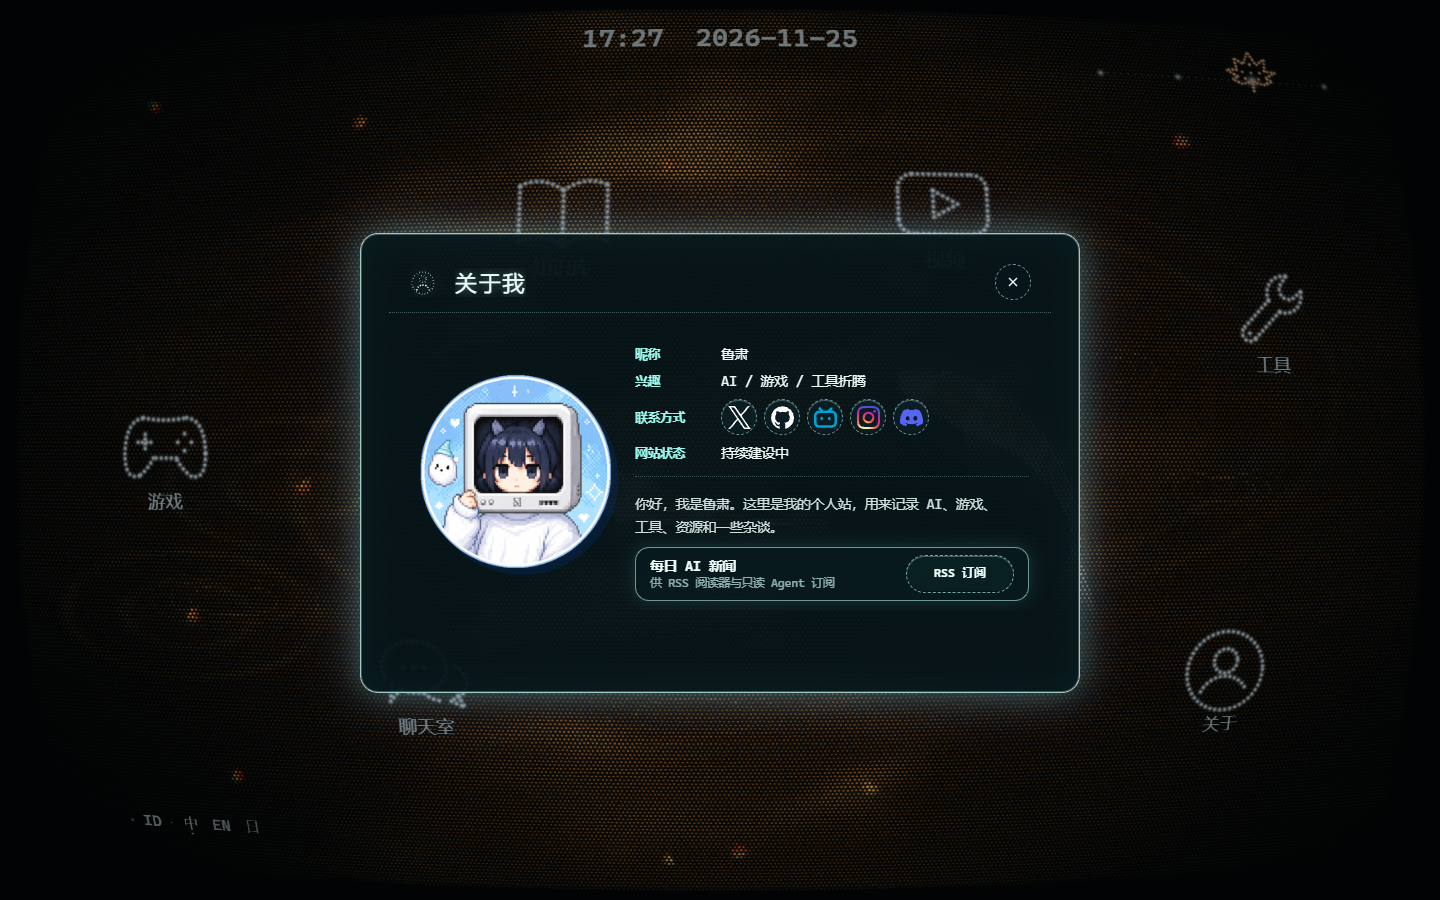 17:27 2026-11-25
关于我
昵称 鲁肃
兴趣 AI / 游戏 / 工具折腾
联系方式
网站状态 持续建设中
你好，我是鲁肃。这里是我的个人站，用来记录 AI、游戏、
工具、资源和一些杂谈。
每日 AI 新闻
供 RSS 阅读器与只读 Agent 订阅
RSS 订阅
视频
工具
游戏
聊天室
关于
· ID · 中 EN 日